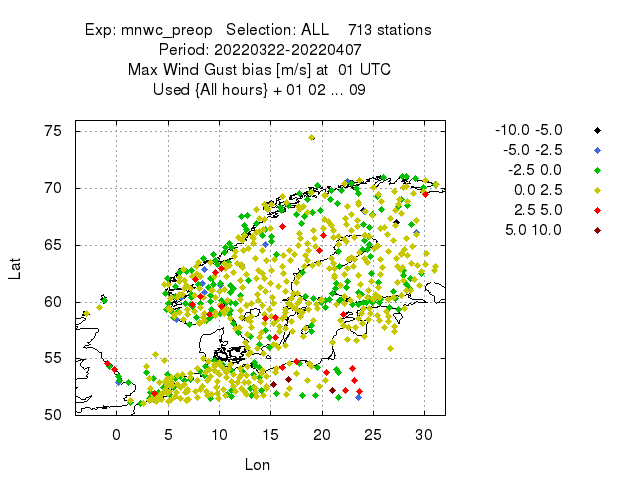 Exp: mnwc_preop   Selection: ALL    713 stations
Period: 20220322-20220407
Max Wind Gust bias [m/s] at  01 UTC
Used {All hours} + 01 02 ... 09
-10.0 -5.0
-5.0 -2.5
-2.5 0.0
0.0 2.5
2.5 5.0
5.0 10.0
75
70
65
60
55
50
Lat
0 5 10 15 20 25 30
Lon